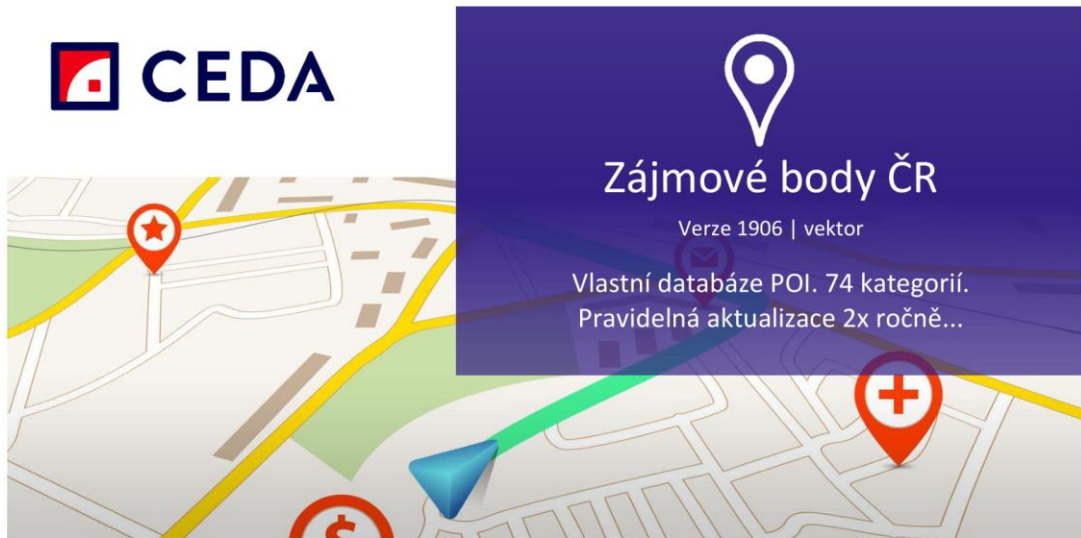 CEDA
Zájmové body ČR
Verze 1906 | vektor
Vlastní databáze POI. 74 kategorií.
Pravidelná aktualizace 2x ročně...
$